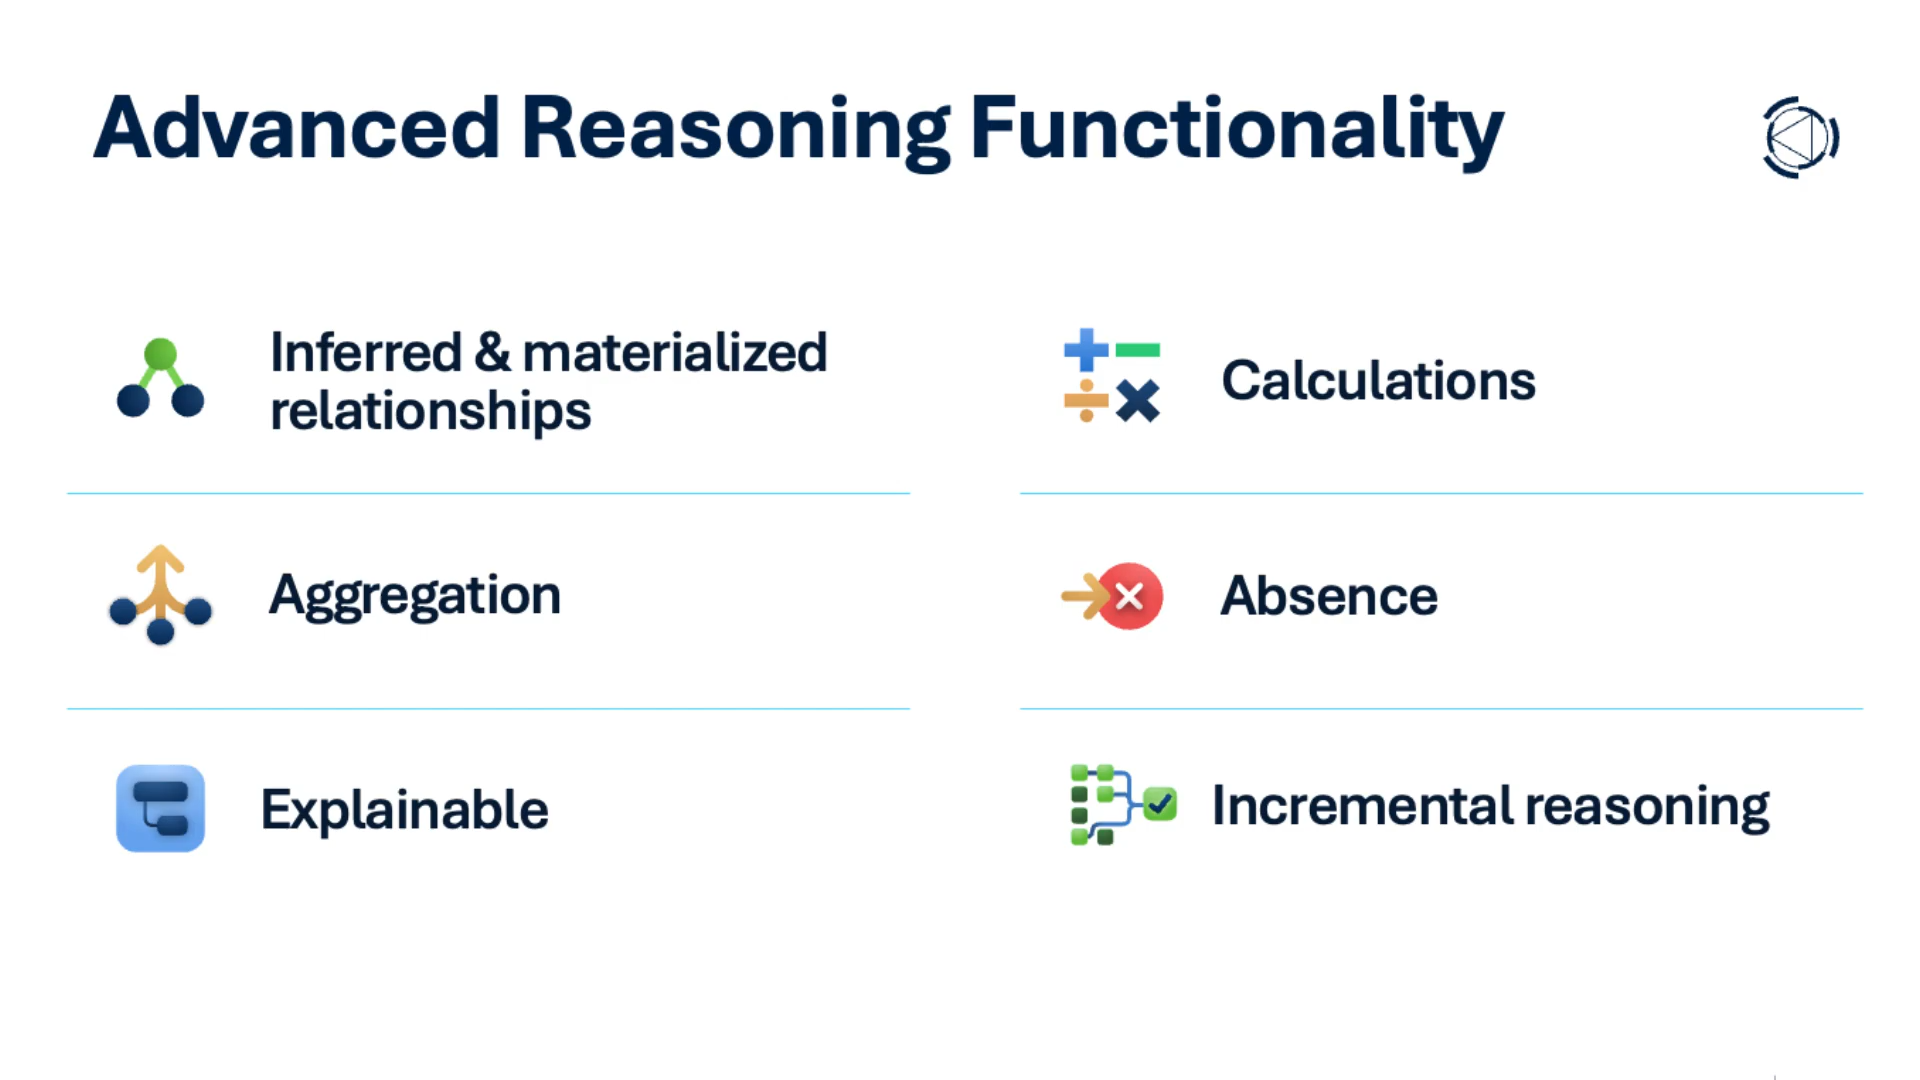 Advanced Reasoning Functionality
Inferred & materialized
relationships
Calculations
Aggregation
Absence
Explainable
Incremental reasoning